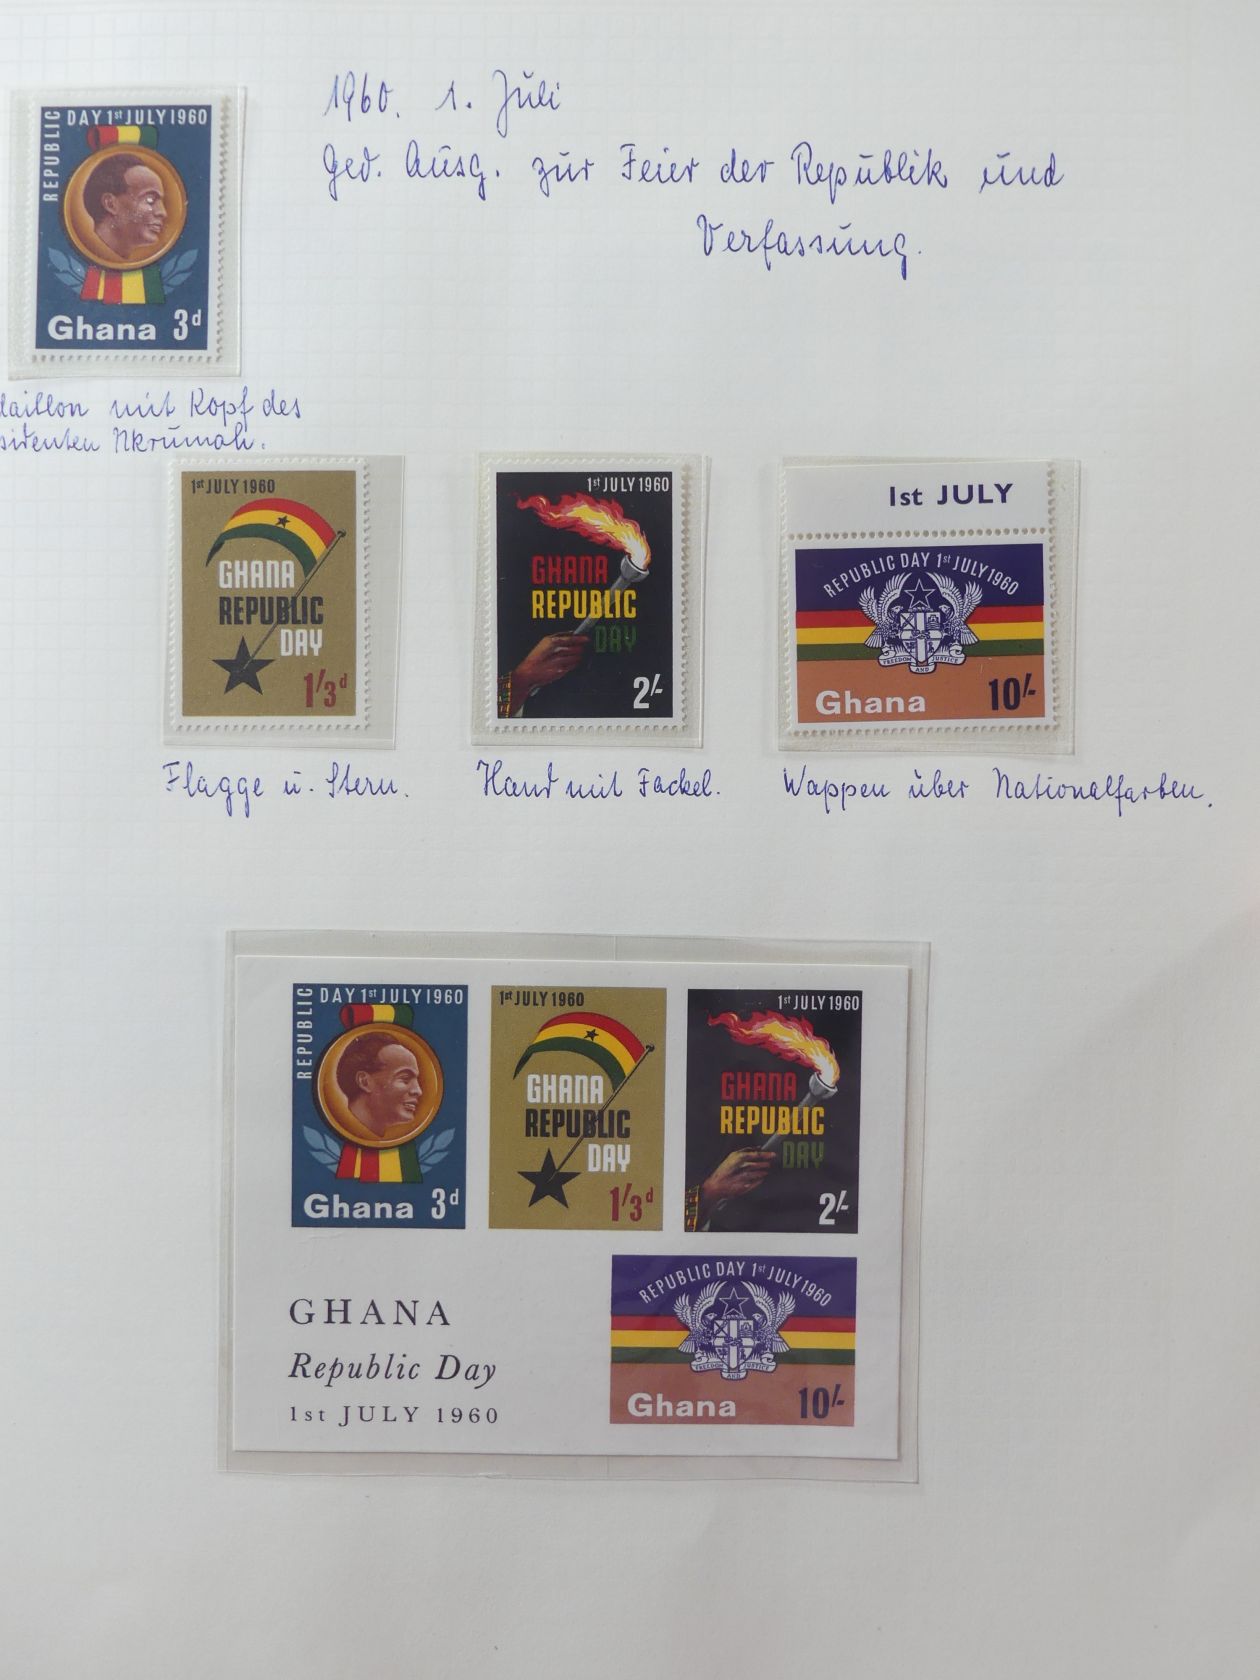 1960. 1. Juli
Ged. Ausg. zur Feier der Republik und
Verfassung.
REPUBLIC
DAY 1st JULY 1960
Ghana 3d
daillon mit Kopf des
sidenten Nkrumah.
1st JULY 1960
GHANA
REPUBLIC
DAY
1/3d
Flagge u. Stern.
1st JULY 1960
GHANA
REPUBLIC
DAY
2/-
Hand mit Fackel.
1st JULY
REPUBLIC DAY 1st JULY 1960
FREEDOM AND JUSTICE
Ghana 10/-
Wappen über Nationalfarben.
REPUBLIC
DAY 1st JULY 1960
Ghana 3d
1st JULY 1960
GHANA
REPUBLIC
DAY
1/3d
1st JULY 1960
GHANA
REPUBLIC
DAY
2/-
GHANA
Republic Day
1st JULY 1960
REPUBLIC DAY 1st JULY 1960
FREEDOM AND JUSTICE
Ghana 10/-